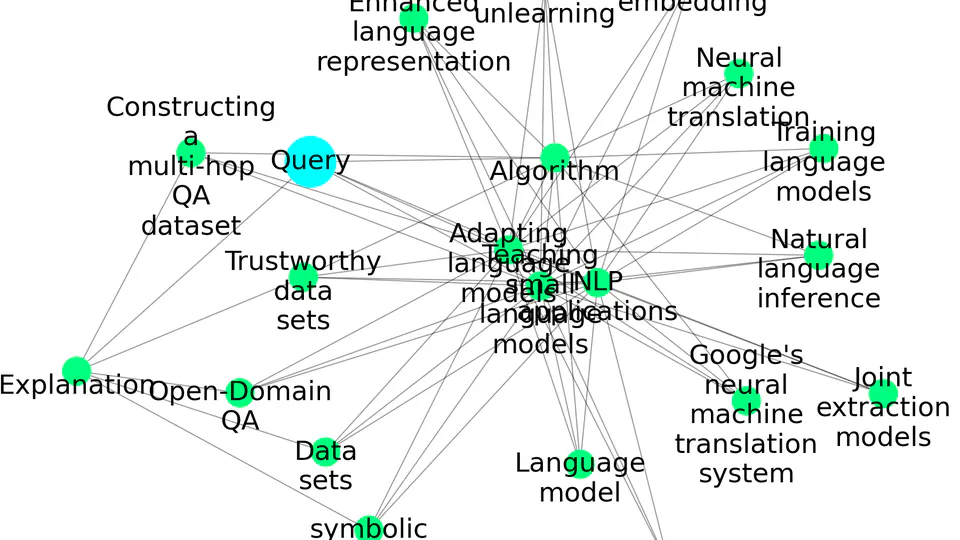 Enhanced
language
representation
unlearning
embedding
Neural
machine
translation
Training
language
models
Constructing
a
multi-hop
QA
dataset
Query
Algorithm
Adapting
language
models
Teaching
small
language
models
NLP
applications
Natural
language
inference
Trustworthy
data
sets
Explanation
Open-Domain
QA
Google's
neural
machine
translation
system
Joint
extraction
models
Data
sets
Language
model
symbolic